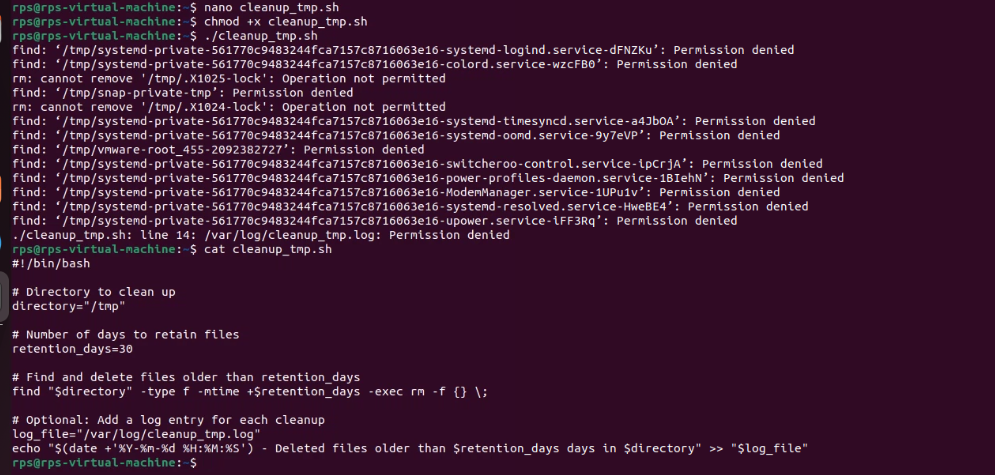 rps@rps-virtual-machine:~$ nano cleanup_tmp.sh
rps@rps-virtual-machine:~$ chmod +x cleanup_tmp.sh
rps@rps-virtual-machine:~$ ./cleanup_tmp.sh
find: ‘/tmp/systemd-private-561770c9483244fca7157c8716063e16-systemd-logind.service-dFNZKu’: Permission denied
find: ‘/tmp/systemd-private-561770c9483244fca7157c8716063e16-colord.service-wzcFB0’: Permission denied
rm: cannot remove '/tmp/.X1025-lock': Operation not permitted
find: ‘/tmp/snap-private-tmp’: Permission denied
rm: cannot remove '/tmp/.X1024-lock': Operation not permitted
find: ‘/tmp/systemd-private-561770c9483244fca7157c8716063e16-systemd-timesyncd.service-a4JbOA’: Permission denied
find: ‘/tmp/systemd-private-561770c9483244fca7157c8716063e16-systemd-oomd.service-9y7eVP’: Permission denied
find: ‘/tmp/vmware-root_455-2092382727’: Permission denied
find: ‘/tmp/systemd-private-561770c9483244fca7157c8716063e16-switcheroo-control.service-lpCrjA’: Permission denied
find: ‘/tmp/systemd-private-561770c9483244fca7157c8716063e16-power-profiles-daemon.service-1BIehN’: Permission denied
find: ‘/tmp/systemd-private-561770c9483244fca7157c8716063e16-ModemManager.service-1UPu1v’: Permission denied
find: ‘/tmp/systemd-private-561770c9483244fca7157c8716063e16-systemd-resolved.service-HweBE4’: Permission denied
find: ‘/tmp/systemd-private-561770c9483244fca7157c8716063e16-upower.service-iFF3Rq’: Permission denied
./cleanup_tmp.sh: line 14: /var/log/cleanup_tmp.log: Permission denied
rps@rps-virtual-machine:~$ cat cleanup_tmp.sh
#!/bin/bash
# Directory to clean up
directory="/tmp"
# Number of days to retain files
retention_days=30
# Find and delete files older than retention_days
find "$directory" -type f -mtime +$retention_days -exec rm -f {} \;
# Optional: Add a log entry for each cleanup
log_file="/var/log/cleanup_tmp.log"
echo "$(date +'%Y-%m-%d %H:%M:%S') - Deleted files older than $retention_days days in $directory" >> "$log_file"
rps@rps-virtual-machine:~$